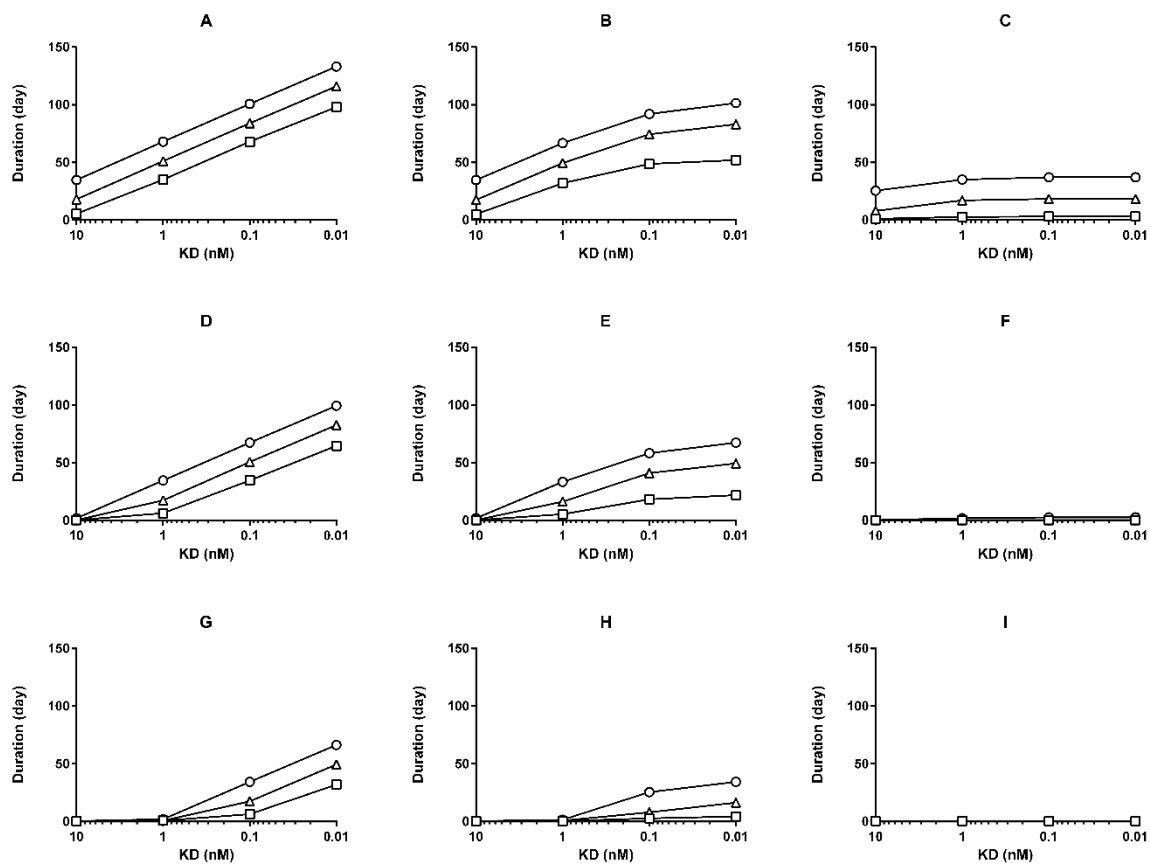 A B C
150 150 150
100 100 100
50 50 50
0 0 0
Duration (day) Duration (day) Duration (day)
10 1 0.1 0.01 10 1 0.1 0.01 10 1 0.1 0.01
KD (nM) KD (nM) KD (nM)
D E F
150 150 150
100 100 100
50 50 50
0 0 0
Duration (day) Duration (day) Duration (day)
10 1 0.1 0.01 10 1 0.1 0.01 10 1 0.1 0.01
KD (nM) KD (nM) KD (nM)
G H I
150 150 150
100 100 100
50 50 50
0 0 0
Duration (day) Duration (day) Duration (day)
10 1 0.1 0.01 10 1 0.1 0.01 10 1 0.1 0.01
KD (nM) KD (nM) KD (nM)